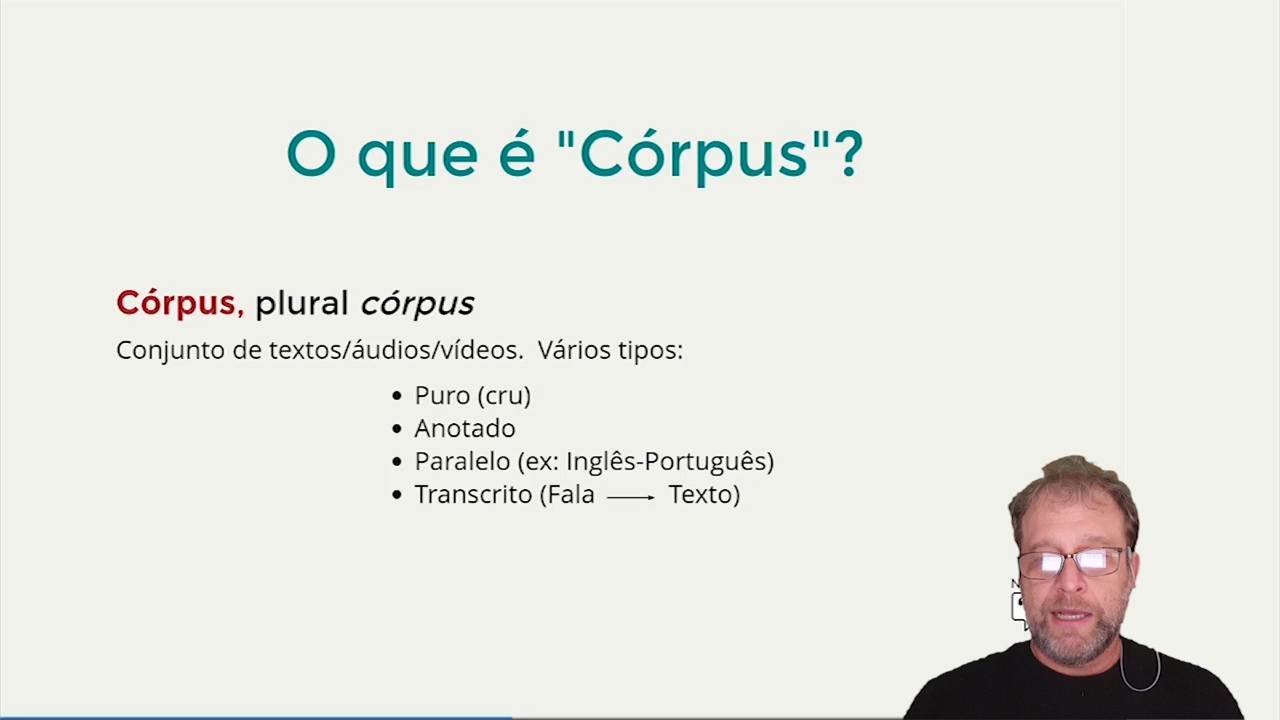 O que é "Córpus"?
Córpus, plural córpus
Conjunto de textos/áudios/vídeos. Vários tipos:
• Puro (cru)
• Anotado
• Paralelo (ex: Inglês-Português)
• Transcrito (Fala → Texto)